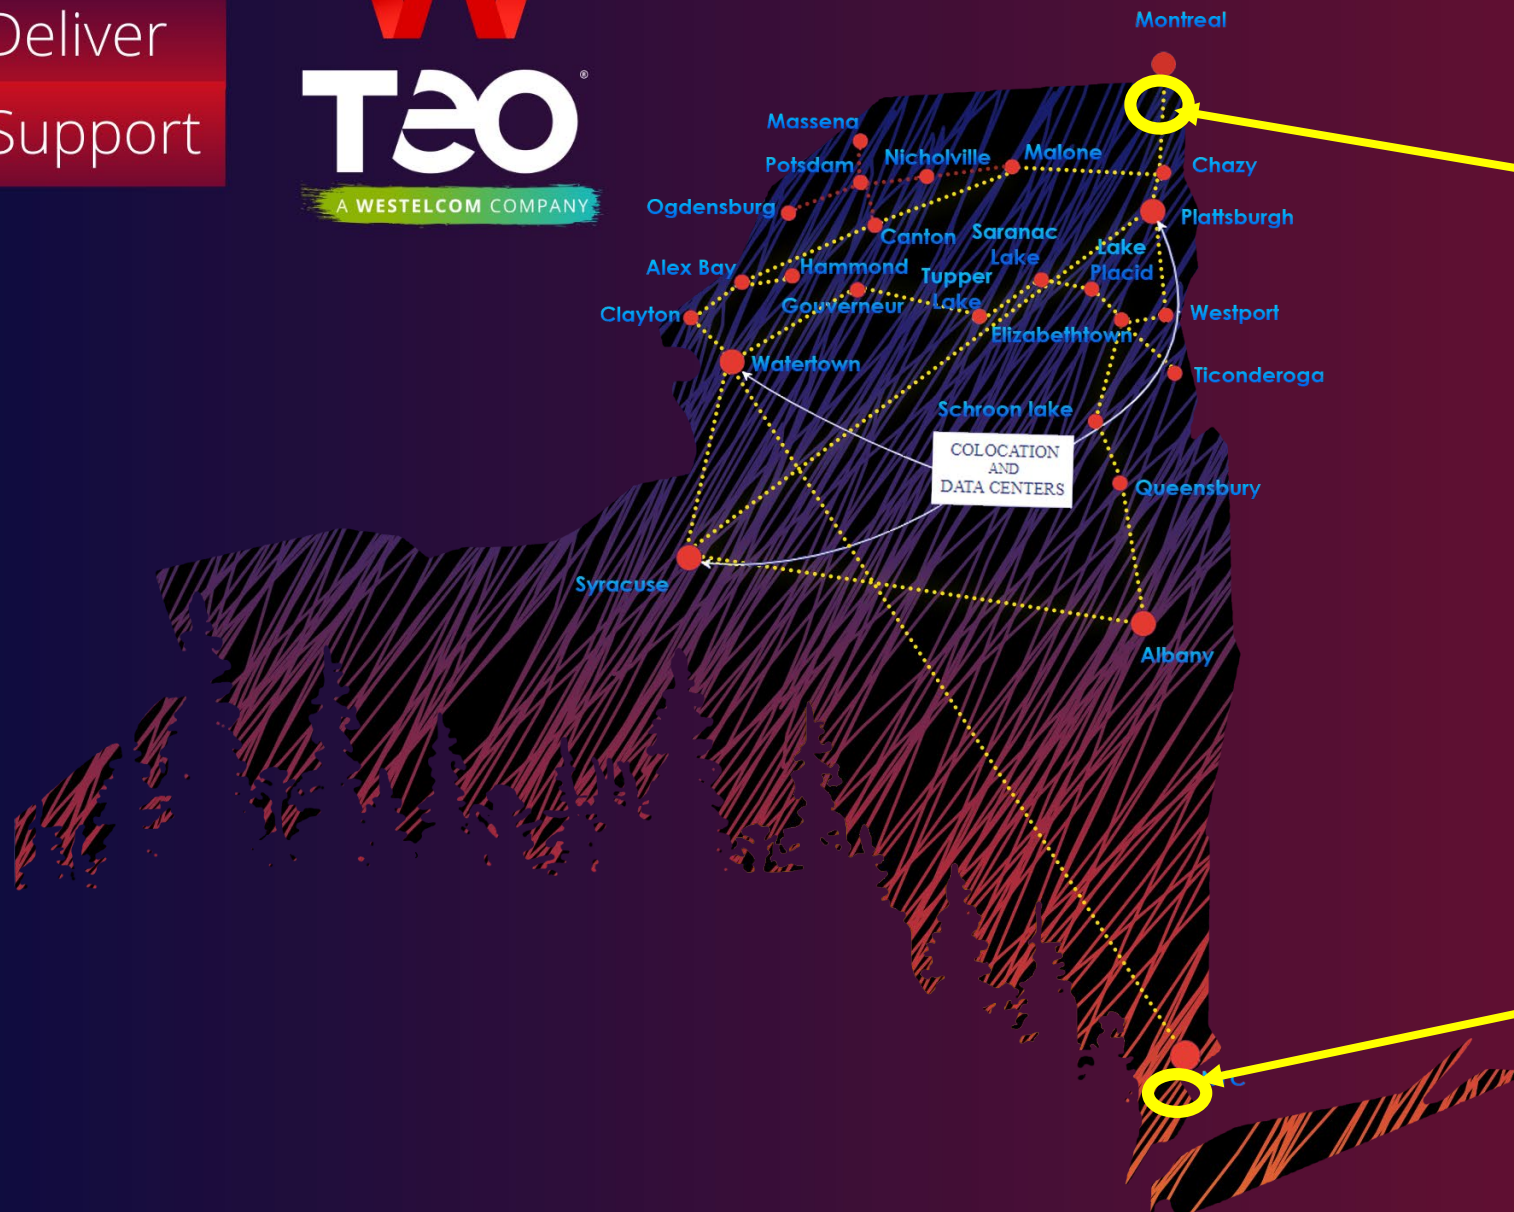 Deliver
Support
TEO®
A WESTELCOM COMPANY
Montreal
Massena
Potsdam
Nicholville
Malone
Chazy
Ogdensburg
Plattsburgh
Canton
Saranac
Lake
Lake
Placid
Alex Bay
Hammond
Tupper
Lake
Gouverneur
Clayton
Westport
Elizabethtown
Watertown
Ticonderoga
Schroon lake
COLOCATION
AND
DATA CENTERS
Queensbury
Syracuse
Albany
C